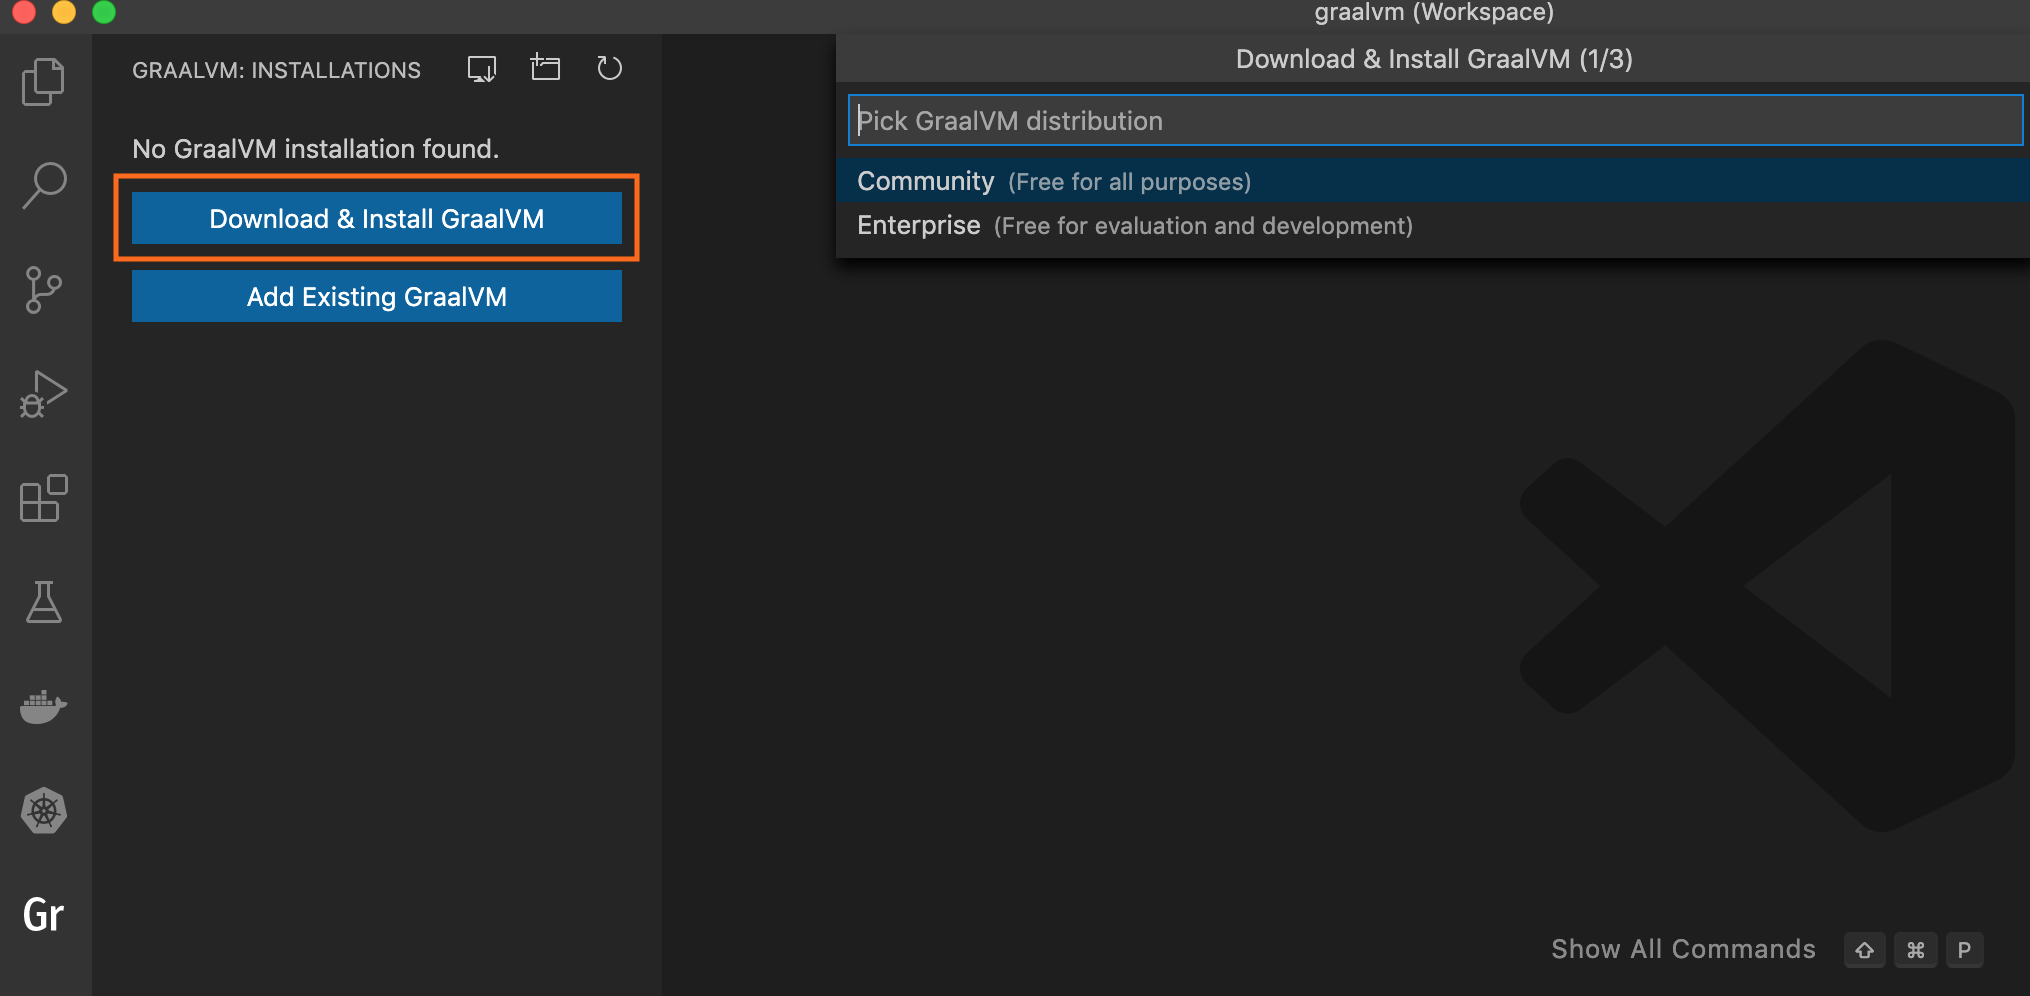 graalvm (Workspace)
GRAALVM: INSTALLATIONS
No GraalVM installation found.
Download & Install GraalVM
Add Existing GraalVM
Download & Install GraalVM (1/3)
Pick GraalVM distribution
Community (Free for all purposes)
Enterprise (Free for evaluation and development)
Gr
Show All Commands ⇧ ⌘ P